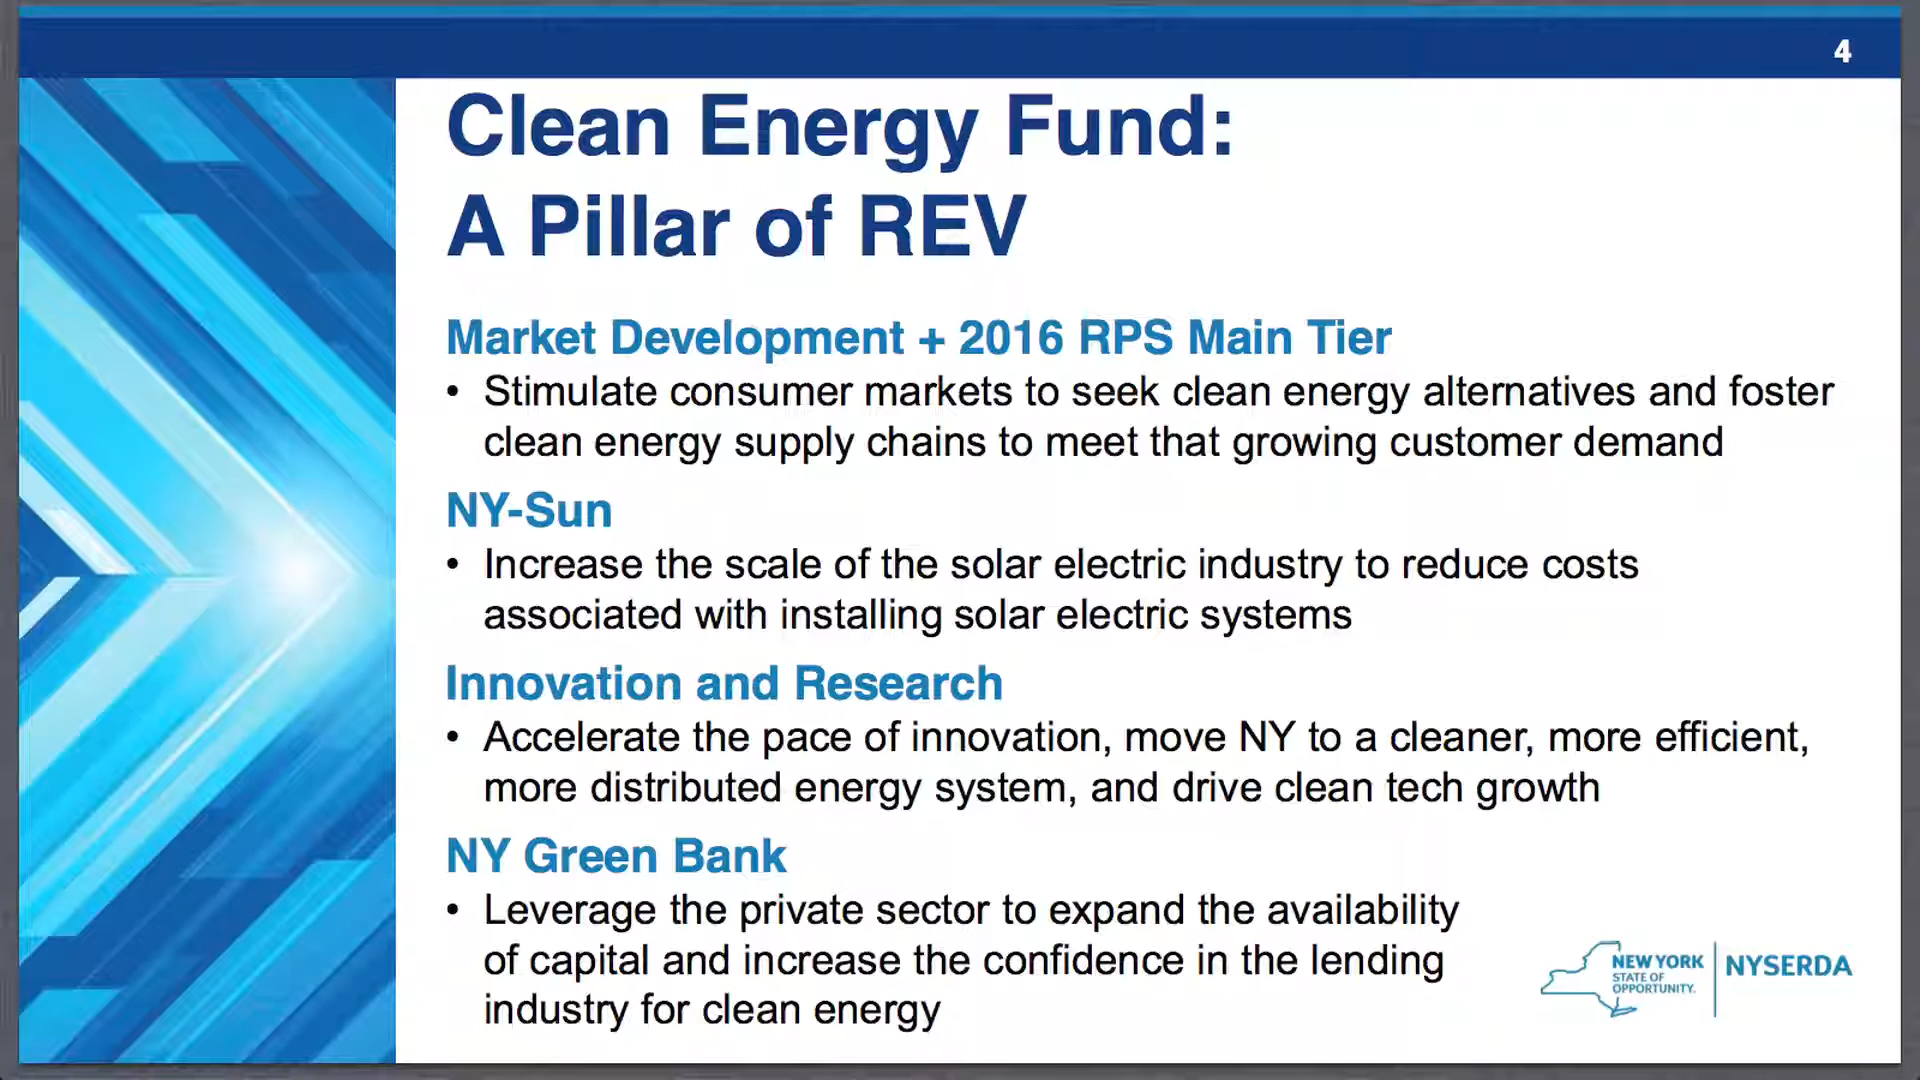 4
Clean Energy Fund:
A Pillar of REV
Market Development + 2016 RPS Main Tier
• Stimulate consumer markets to seek clean energy alternatives and foster
clean energy supply chains to meet that growing customer demand
NY-Sun
• Increase the scale of the solar electric industry to reduce costs
associated with installing solar electric systems
Innovation and Research
• Accelerate the pace of innovation, move NY to a cleaner, more efficient,
more distributed energy system, and drive clean tech growth
NY Green Bank
• Leverage the private sector to expand the availability
of capital and increase the confidence in the lending
industry for clean energy
NEW YORK
STATE OF
OPPORTUNITY.
NYSERDA